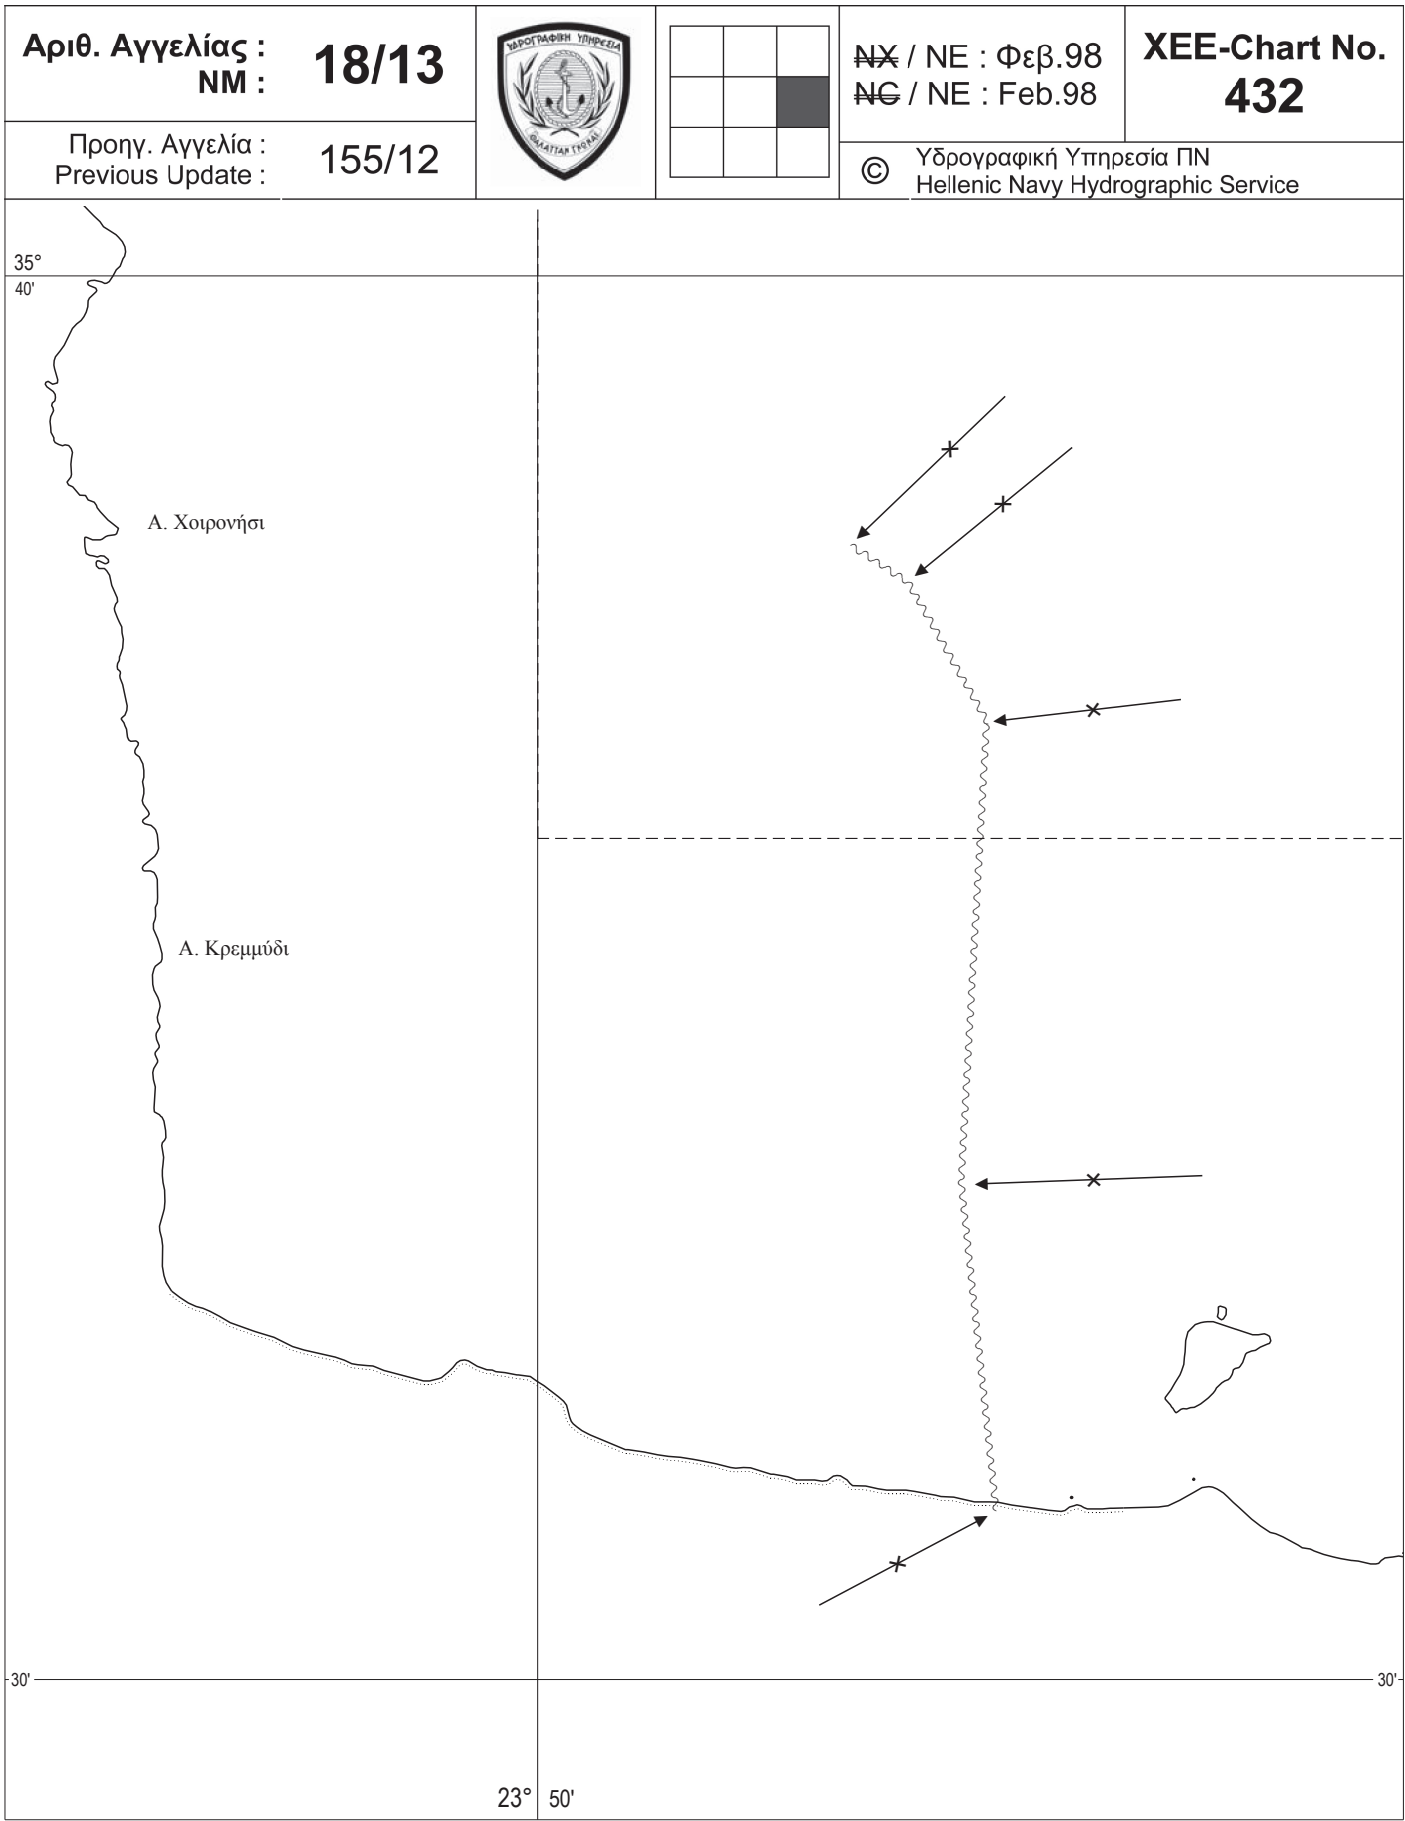 Αριθ. Αγγελίας :
NM :
18/13
Προηγ. Αγγελία :
Previous Update :
155/12
ΥΔΡΟΓΡΑΦΙΚΗ ΥΠΗΡΕΣΙΑ
NX / NE : Φεβ.98
NC / NE : Feb.98
XEE-Chart No.
432
© Υδρογραφική Υπηρεσία ΠΝ
Hellenic Navy Hydrographic Service
35°
40'
Α. Χοιρονήσι
Α. Κρεμμύδι
30'
30'
23° 50'